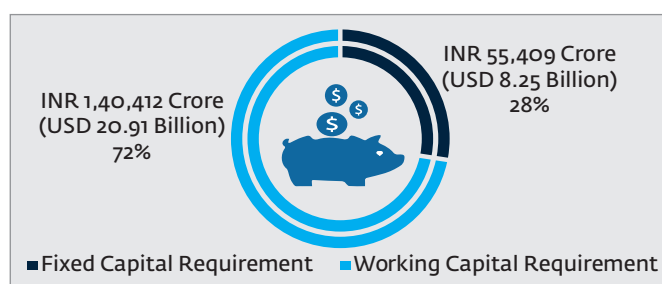 INR 55,409 Crore
(USD 8.25 Billion)
28%
INR 1,40,412 Crore
(USD 20.91 Billion)
72%
$
$
$
Fixed Capital Requirement Working Capital Requirement